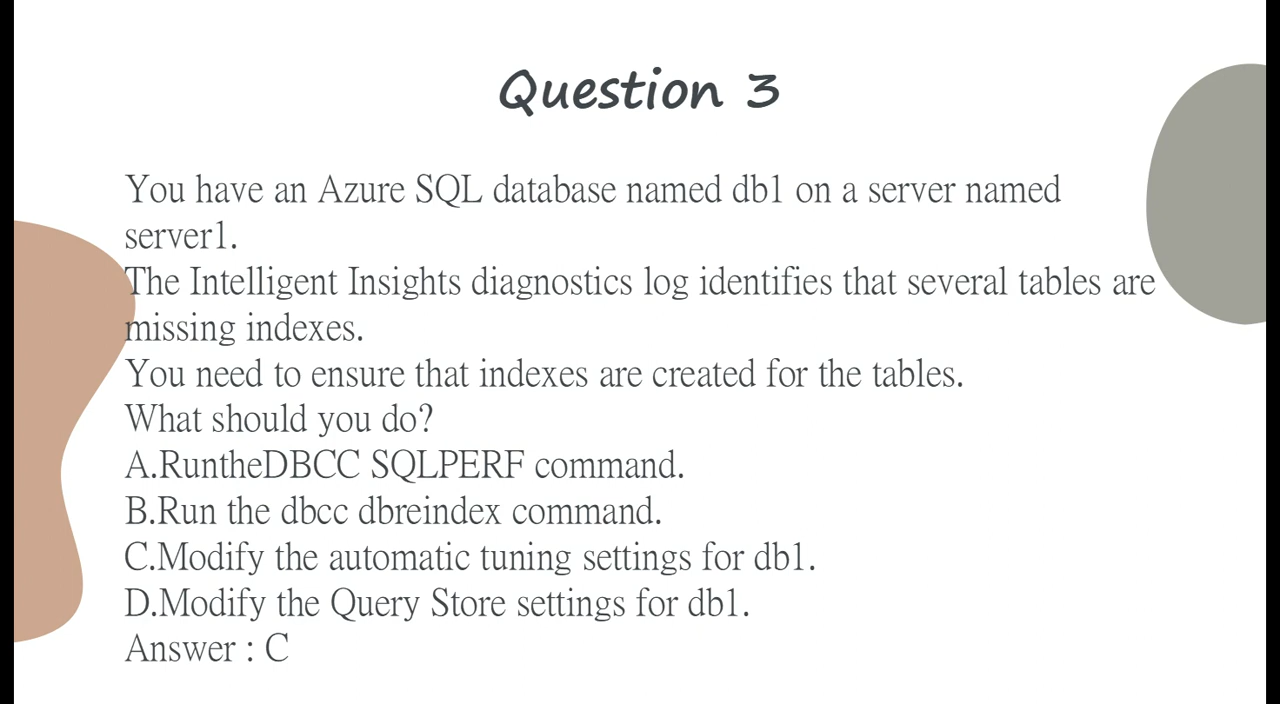 Question 3
You have an Azure SQL database named db1 on a server named
server1.
The Intelligent Insights diagnostics log identifies that several tables are
missing indexes.
You need to ensure that indexes are created for the tables.
What should you do?
A.RuntheDBCC SQLPERF command.
B.Run the dbcc dbreindex command.
C.Modify the automatic tuning settings for db1.
D.Modify the Query Store settings for db1.
Answer : C